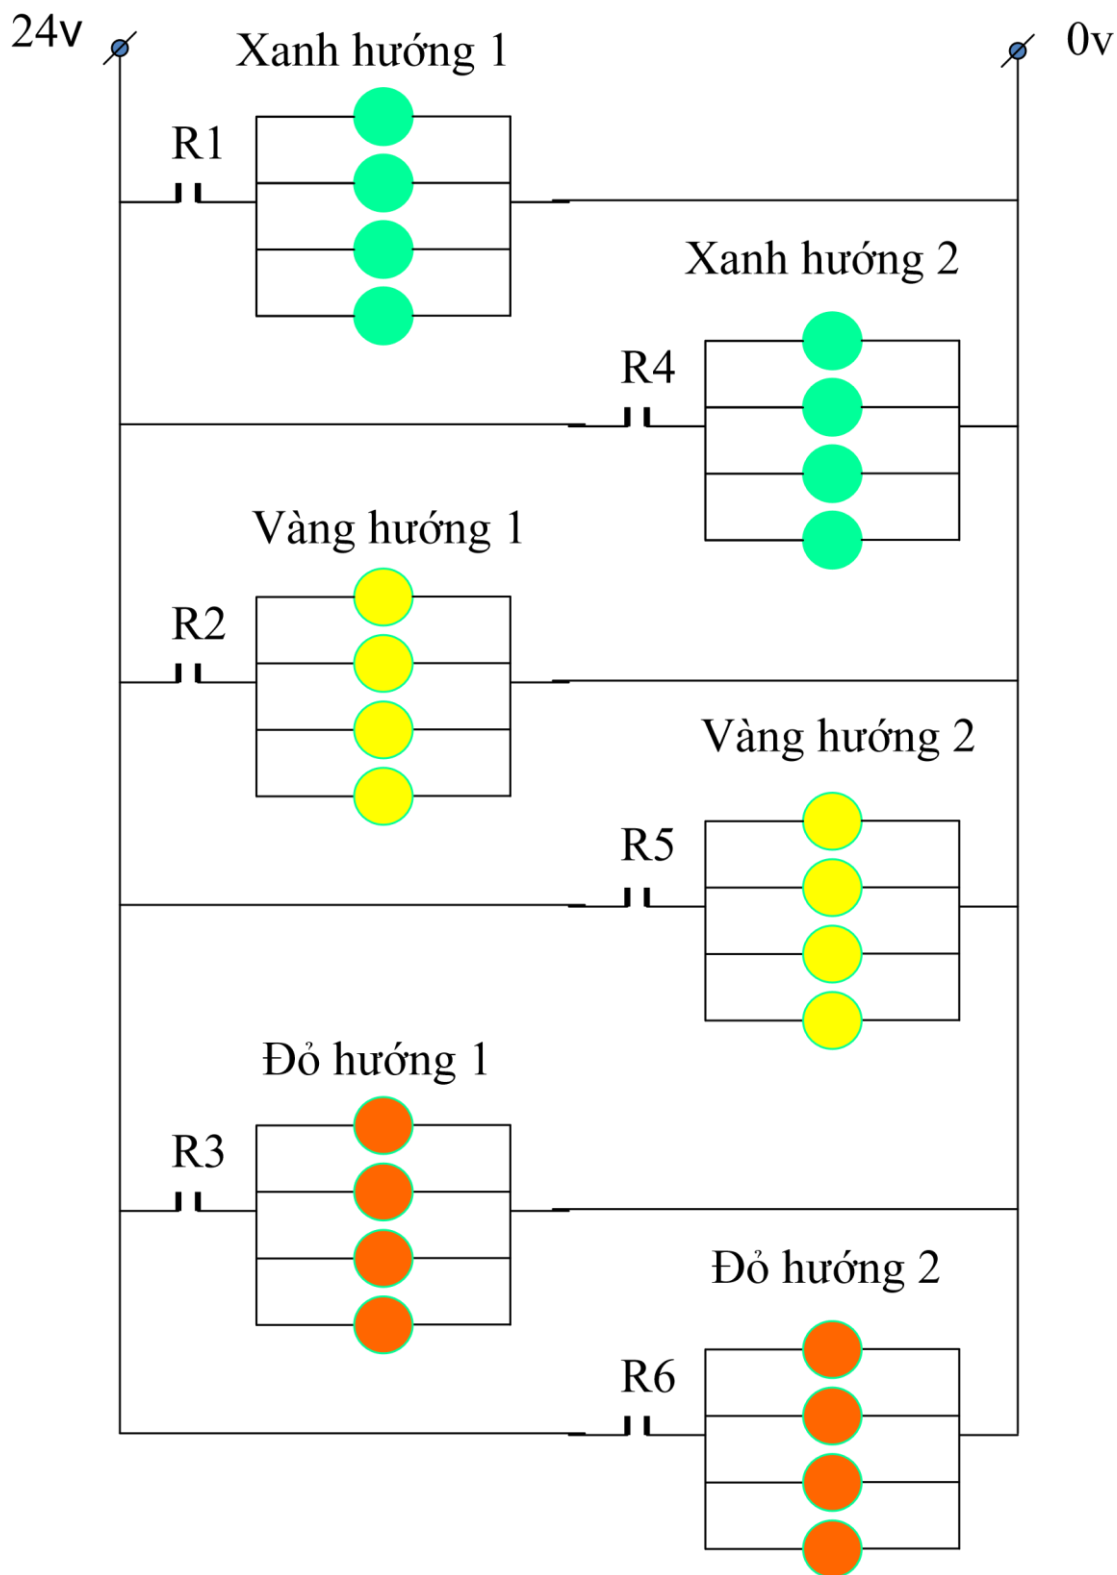 24v
0v
Xanh hướng 1
R1
Xanh hướng 2
R4
Vàng hướng 1
R2
Vàng hướng 2
R5
Đỏ hướng 1
R3
Đỏ hướng 2
R6